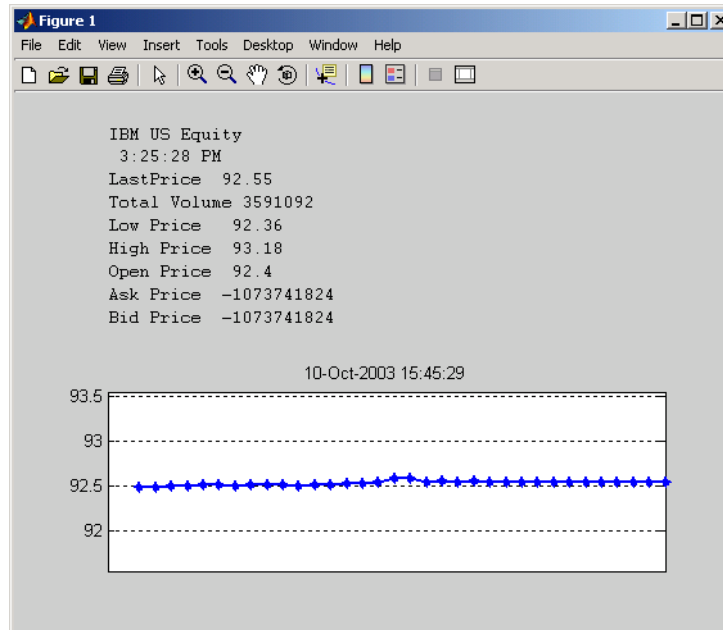 Figure 1
File Edit View Insert Tools Desktop Window Help
IBM US Equity
3:25:28 PM
LastPrice 92.55
Total Volume 3591092
Low Price 92.36
High Price 93.18
Open Price 92.4
Ask Price -1073741824
Bid Price -1073741824
10-Oct-2003 15:45:29
93.5
93
92.5
92